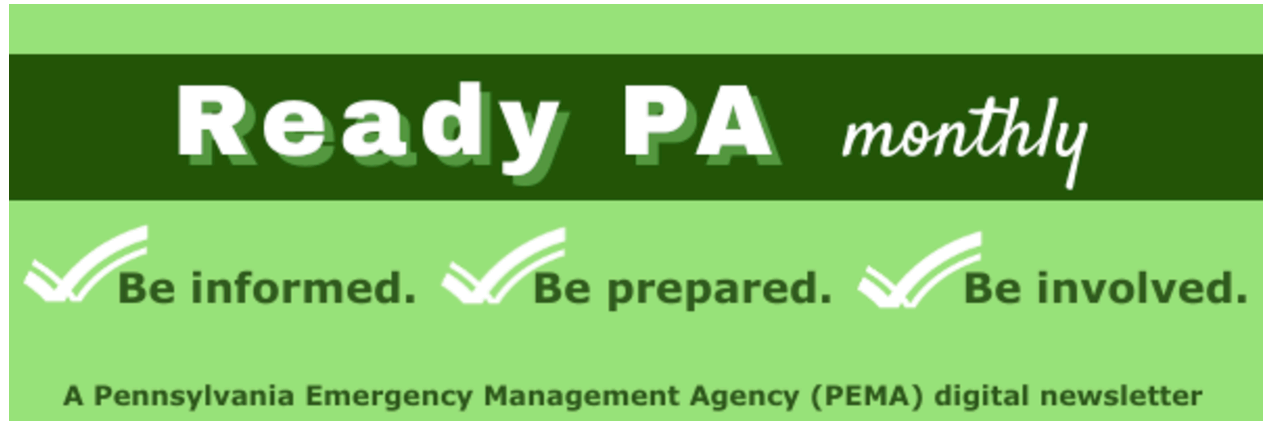 Ready PA monthly
Be informed. Be prepared. Be involved.
A Pennsylvania Emergency Management Agency (PEMA) digital newsletter